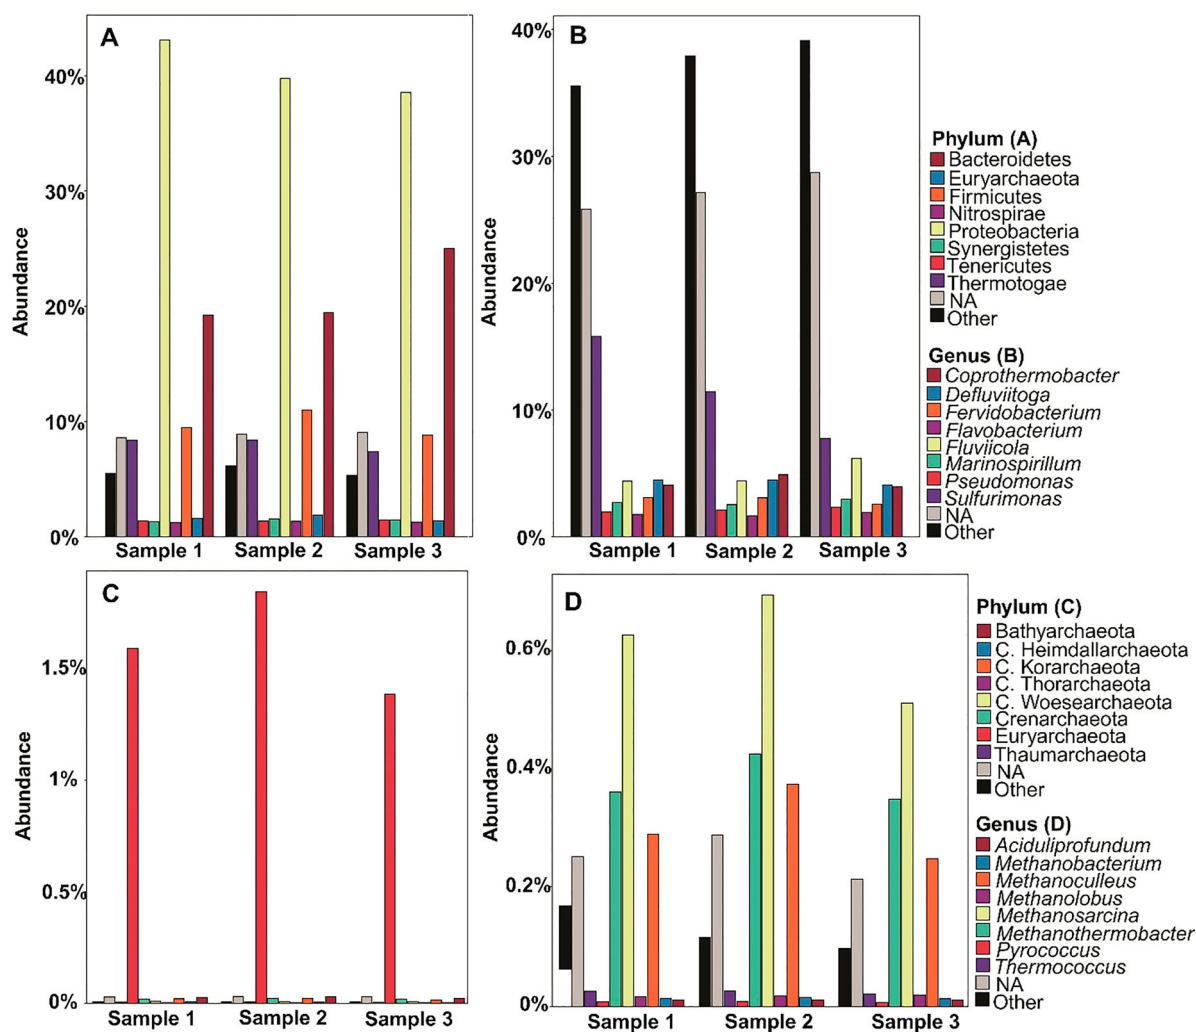 A
40%
30%
20%
10%
0%
Abundance
Sample 1
Sample 2
Sample 3
B
40%
30%
20%
10%
0%
Abundance
Sample 1
Sample 2
Sample 3
Phylum (A)
Bacteroidetes
Euryarchaeota
Firmicutes
Nitrospirae
Proteobacteria
Synergistetes
Tenericutes
Thermotogae
NA
Other
Genus (B)
Coprothermobacter
Defluviitoga
Fervidobacterium
Flavobacterium
Fluviicola
Marinospirillum
Pseudomonas
Sulfurimonas
NA
Other
C
1.5%
1%
0.5%
0%
Abundance
Sample 1
Sample 2
Sample 3
D
0.6%
0.4%
0.2%
0%
Abundance
Sample 1
Sample 2
Sample 3
Phylum (C)
Bathyarchaeota
C. Heimdallarchaeota
C. Korarchaeota
C. Thorarchaeota
C. Woesearchaeota
Crenarchaeota
Euryarchaeota
Thaumarchaeota
NA
Other
Genus (D)
Aciduliprofundum
Methanobacterium
Methanoculleus
Methanolobus
Methanosarcina
Methanothermobacter
Pyrococcus
Thermococcus
NA
Other